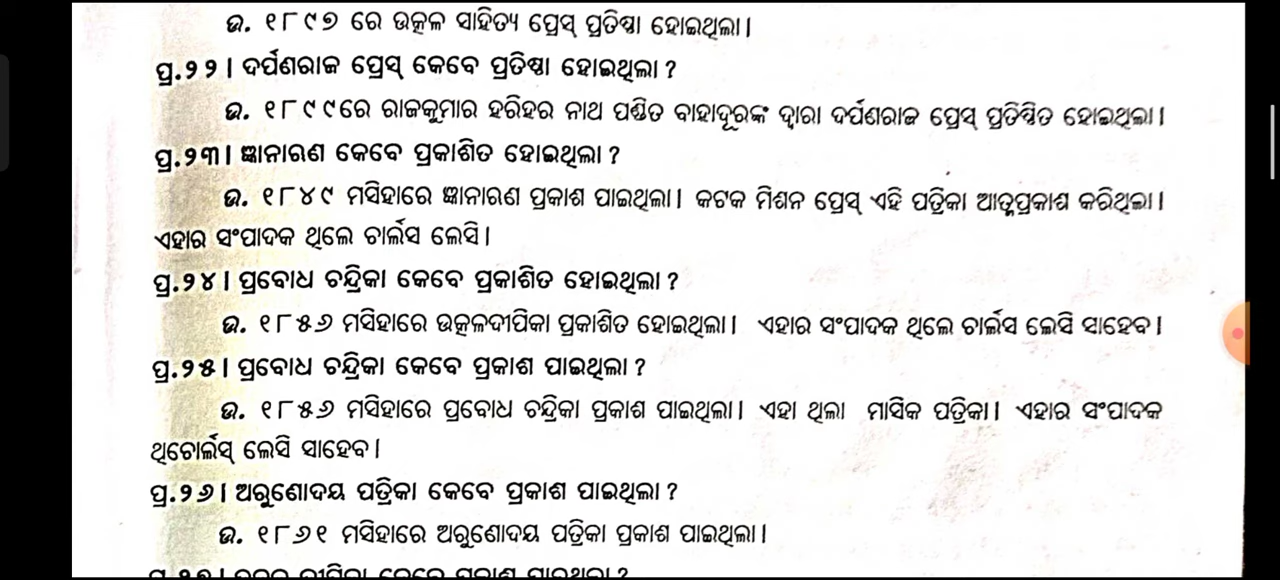 ଉ. ୧୮୯୭ ରେ ଉତ୍କଳ ସାହିତ୍ୟ ପ୍ରେସ୍ ପ୍ରତିଷ୍ଠା ହୋଇଥିଲା।
ପ୍ର.୨୨। ଦର୍ପଣରାଜ ପ୍ରେସ୍ କେବେ ପ୍ରତିଷ୍ଠା ହୋଇଥିଲା ?
ଉ. ୧୮୯୯ରେ ରାଜକୁମାର ହରିହର ନାଥ ପଣ୍ଡିତ ବାହାଦୂରଙ୍କ ଦ୍ୱାରା ଦର୍ପଣରାଜ ପ୍ରେସ୍ ପ୍ରତିଷ୍ଠିତ ହୋଇଥିଲା।
ପ୍ର.୨୩। ଜ୍ଞାନାରଣ କେବେ ପ୍ରକାଶିତ ହୋଇଥିଲା ?
ଉ. ୧୮୪୯ ମସିହାରେ ଜ୍ଞାନାରଣ ପ୍ରକାଶ ପାଇଥିଲା। କଟକ ମିଶନ ପ୍ରେସ୍ ଏହି ପତ୍ରିକା ଆତ୍ମପ୍ରକାଶ କରିଥିଲା।
ଏହାର ସଂପାଦକ ଥିଲେ ଚାର୍ଲସ ଲେସି।
ପ୍ର.୨୪। ପ୍ରବୋଧ ଚନ୍ଦ୍ରିକା କେବେ ପ୍ରକାଶିତ ହୋଇଥିଲା ?
ଉ. ୧୮୫୬ ମସିହାରେ ଉତ୍କଳଦୀପିକା ପ୍ରକାଶିତ ହୋଇଥିଲା। ଏହାର ସଂପାଦକ ଥିଲେ ଚାର୍ଲସ ଲେସି ସାହେବ।
ପ୍ର.୨୫। ପ୍ରବୋଧ ଚନ୍ଦ୍ରିକା କେବେ ପ୍ରକାଶ ପାଇଥିଲା ?
ଉ. ୧୮୫୬ ମସିହାରେ ପ୍ରବୋଧ ଚନ୍ଦ୍ରିକା ପ୍ରକାଶ ପାଇଥିଲା। ଏହା ଥିଲା ମାସିକ ପତ୍ରିକା। ଏହାର ସଂପାଦକ
ଥିଚୋର୍ଲସ୍ ଲେସି ସାହେବ।
ପ୍ର.୨୬। ଅରୁଣୋଦୟ ପତ୍ରିକା କେବେ ପ୍ରକାଶ ପାଇଥିଲା ?
ଉ. ୧୮୬୧ ମସିହାରେ ଅରୁଣୋଦୟ ପତ୍ରିକା ପ୍ରକାଶ ପାଇଥିଲା।